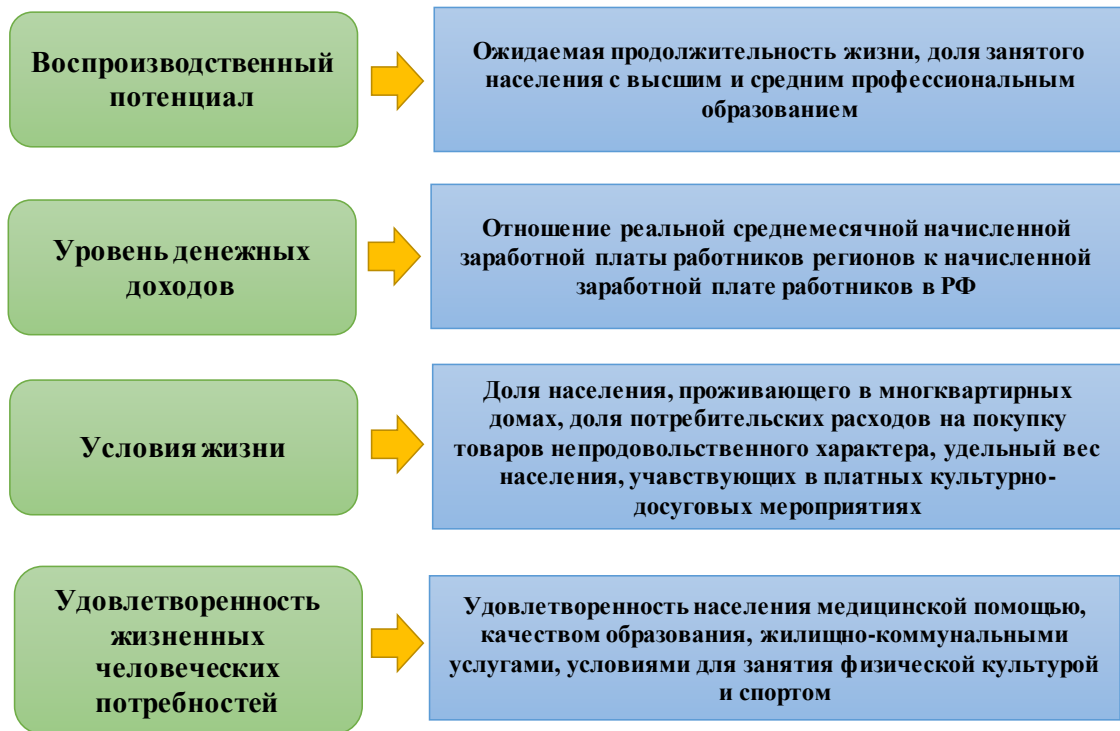 Воспроизводственный
потенциал
Ожидаемая продолжительность жизни, доля занятого
населения с высшим и средним профессиональным
образованием
Уровень денежных
доходов
Отношение реальной среднемесячной начисленной
заработной платы работников регионов к начисленной
заработной плате работников в РФ
Условия жизни
Доля населения, проживающего в многквартирных
домах, доля потребительских расходов на покупку
товаров непродовольственного характера, удельный вес
населения, учавствующих в платных культурно-
досуговых мероприятиях
Удовлетворенность
жизненных
человеческих
потребностей
Удовлетворенность населения медицинской помощью,
качеством образования, жилищно-коммунальными
услугами, условиями для занятия физической культурой
и спортом